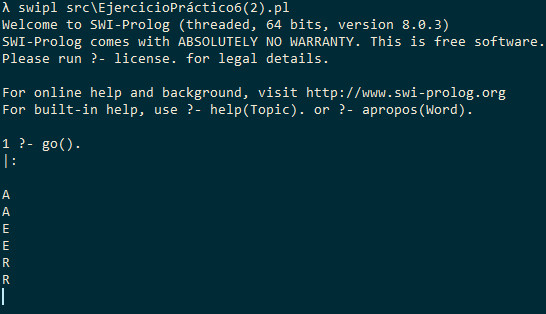 λ swipl src\EjercicioPráctico6(2).pl
Welcome to SWI-Prolog (threaded, 64 bits, version 8.0.3)
SWI-Prolog comes with ABSOLUTELY NO WARRANTY. This is free software.
Please run ?- license. for legal details.
For online help and background, visit http://www.swi-prolog.org
For built-in help, use ?- help(Topic). or ?- apropos(Word).
1 ?- go().
|:
A
A
E
E
R
R